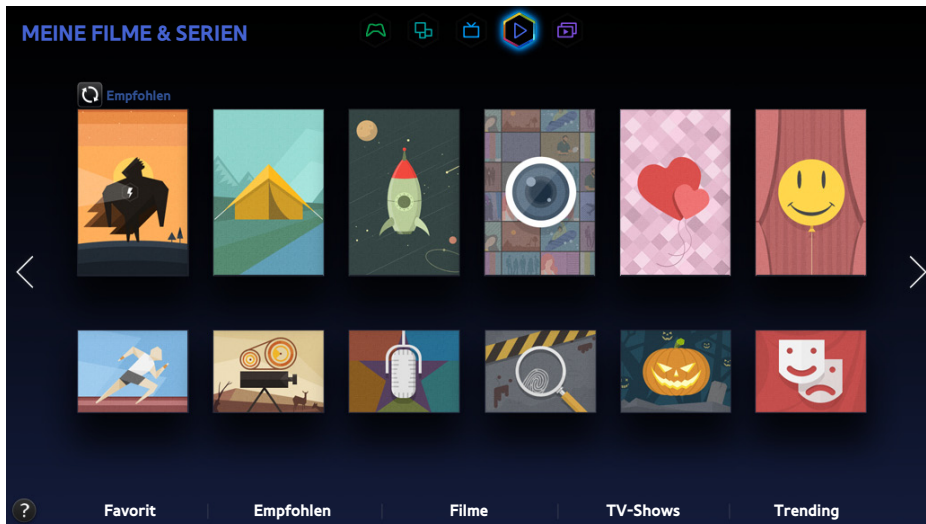 MEINE FILME & SERIEN
Empfohlen
?
Favorit
Empfohlen
Filme
TV-Shows
Trending